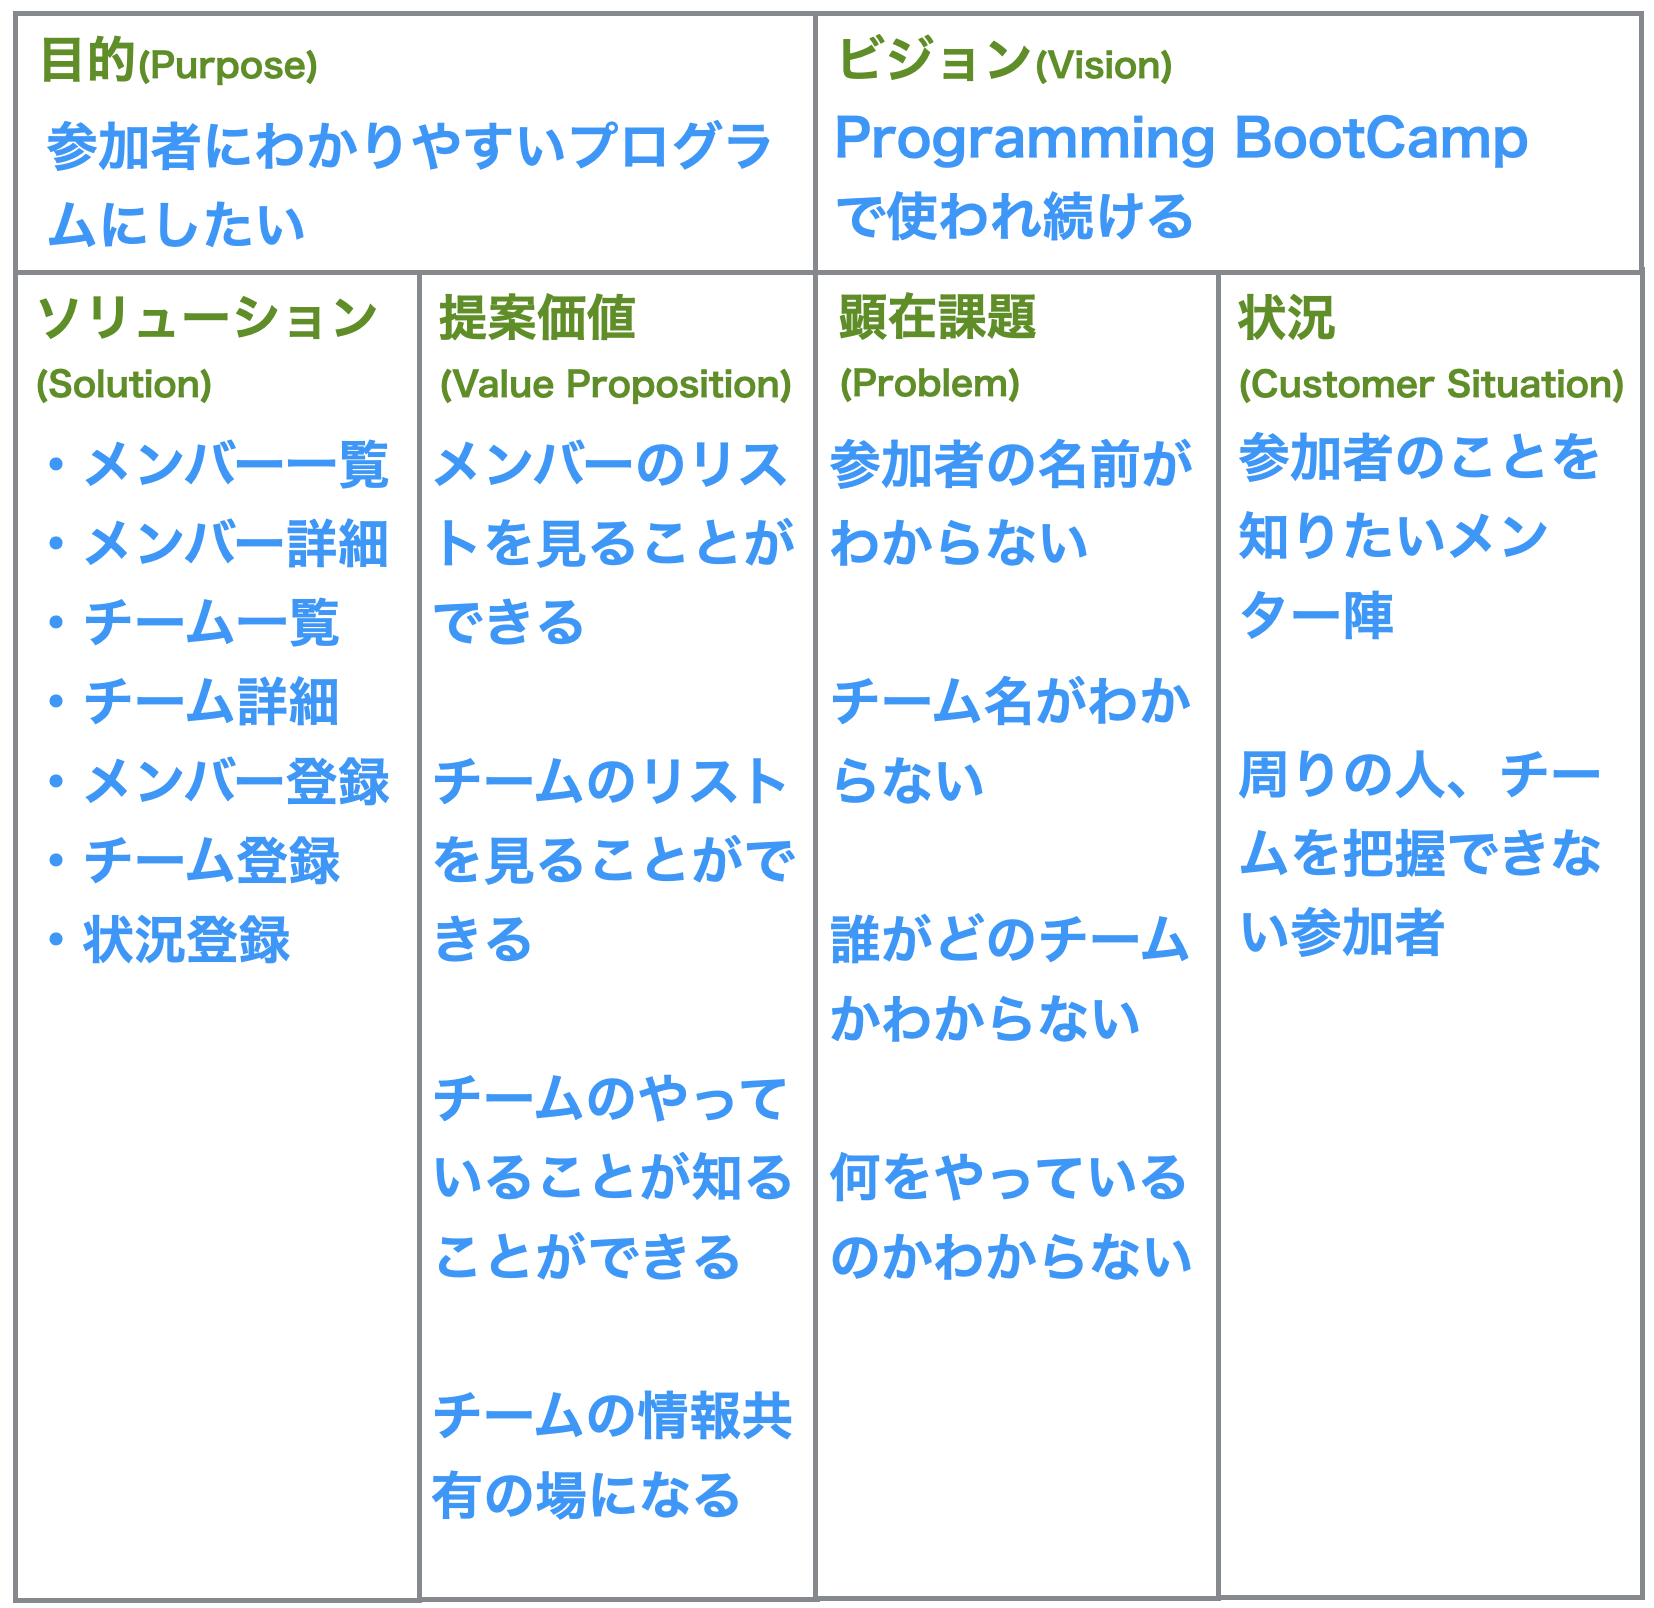 目的(Purpose)
参加者にわかりやすいプログラ
ムにしたい
ビジョン(Vision)
Programming BootCamp
で使われ続ける
ソリューション
(Solution)
・メンバー一覧
・メンバー詳細
・チーム一覧
・チーム詳細
・メンバー登録
・チーム登録
・状況登録
提案価値
(Value Proposition)
メンバーのリス
トを見ることが
できる
チームのリスト
を見ることがで
きる
チームのやって
いることが知る
ことができる
チームの情報共
有の場になる
顕在課題
(Problem)
参加者の名前が
わからない
チーム名がわか
らない
誰がどのチーム
かわからない
何をやっている
のかわからない
状況
(Customer Situation)
参加者のことを
知りたいメン
ター陣
周りの人、チー
ムを把握できな
い参加者